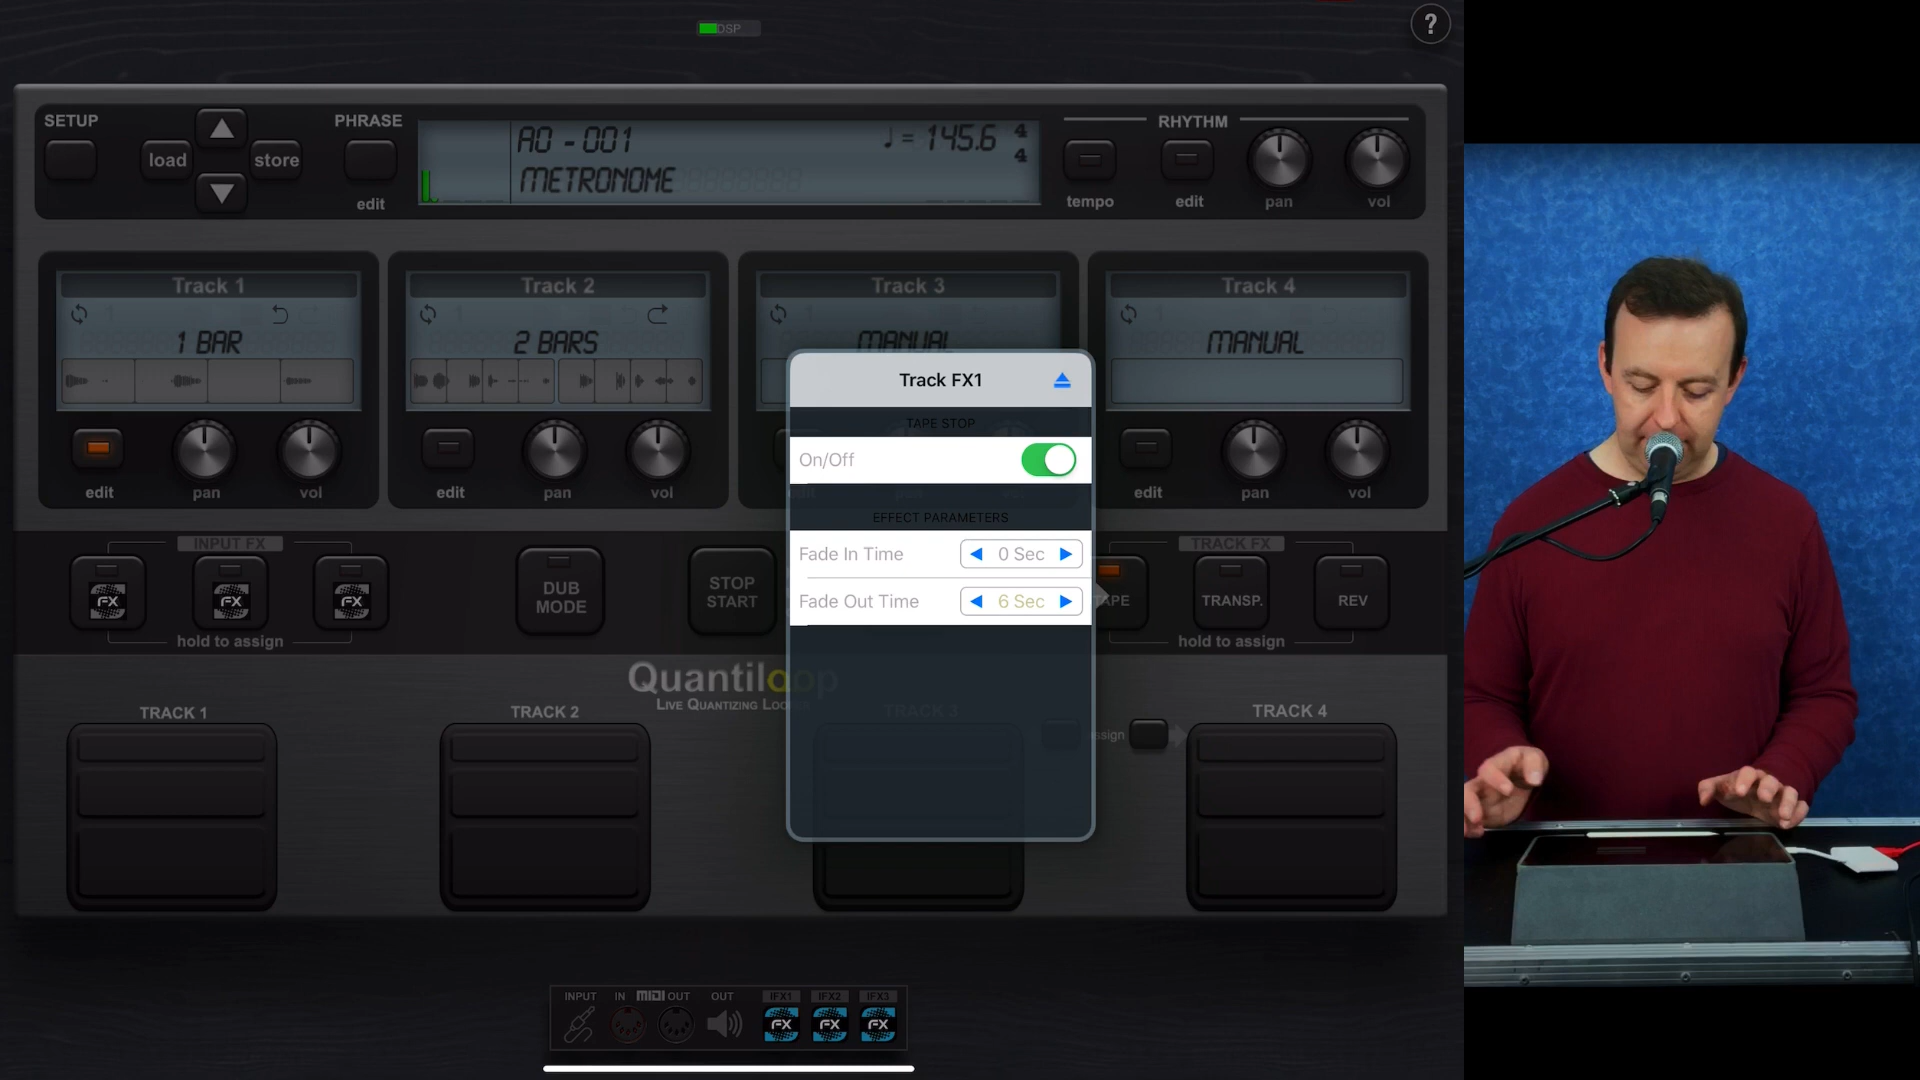 DSP
?
SETUP
load
store
PHRASE
edit
A0 - 001
♩ = 145.6 4 4
METRONOME
RHYTHM
tempo
edit
pan
vol
Track 1
1 BAR
edit
pan
vol
Track 2
2 BARS
edit
pan
vol
Track 3
MANUAL
Track 4
MANUAL
edit
pan
vol
Track FX1
TAPE STOP
On/Off
EFFECT PARAMETERS
Fade In Time
0 Sec
Fade Out Time
6 Sec
INPUT FX
FX
FX
FX
hold to assign
DUB
MODE
STOP
START
TRACK FX
TAPE
TRANSP.
REV
hold to assign
Quantiloop
LIVE QUANTIZING LOOPER
TRACK 1
TRACK 2
TRACK 3
assign
TRACK 4
INPUT
IN MIDI OUT
OUT
IFX1
IFX2
IFX3
FX
FX
FX